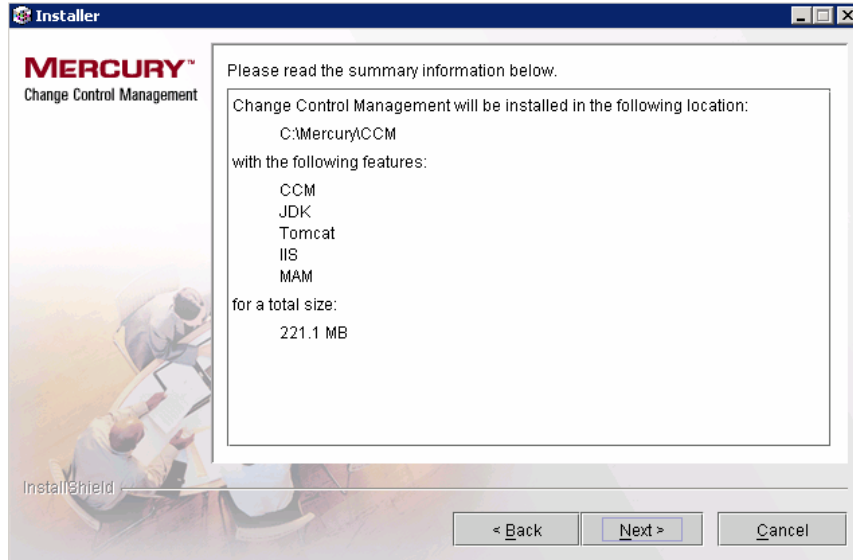 Installer
MERCURY™
Change Control Management
Please read the summary information below.
Change Control Management will be installed in the following location:
C:\Mercury\CCM
with the following features:
CCM
JDK
Tomcat
IIS
MAM
for a total size:
221.1 MB
InstallShield
< Back
Next >
Cancel